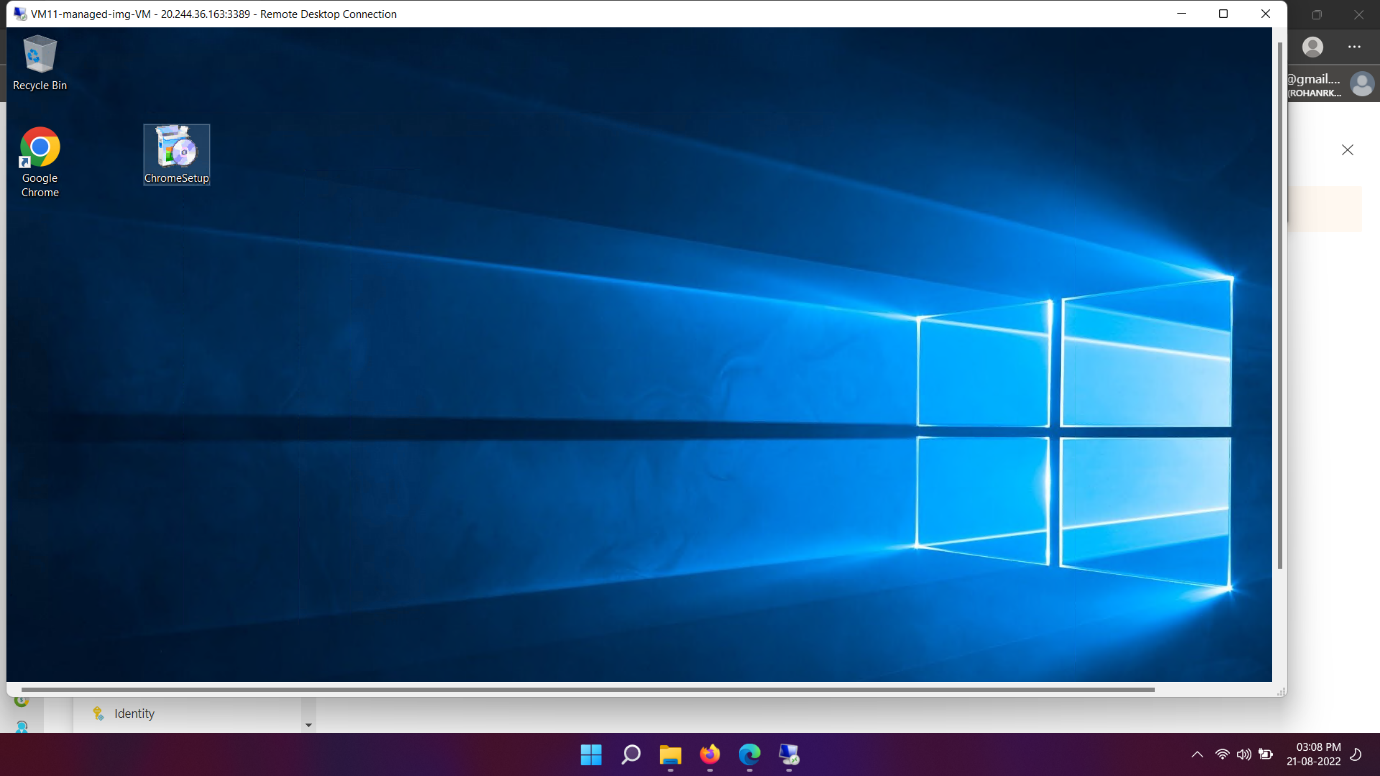 VM11-managed-img-VM - 20.244.36.163:3389 - Remote Desktop Connection
Recycle Bin
Google
Chrome
ChromeSetup
@gmail....
(ROHANRK...
Identity
03:08 PM
21-08-2022